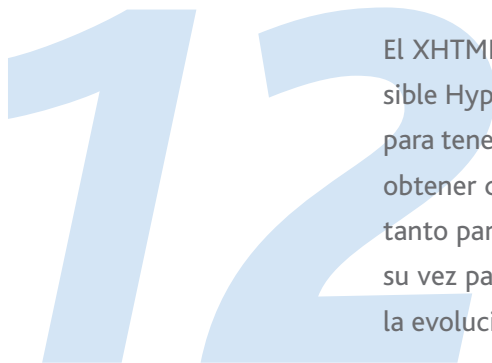 12
El XHTM
sible Hyp
para tene
obtener
tanto par
su vez pa
la evoluci